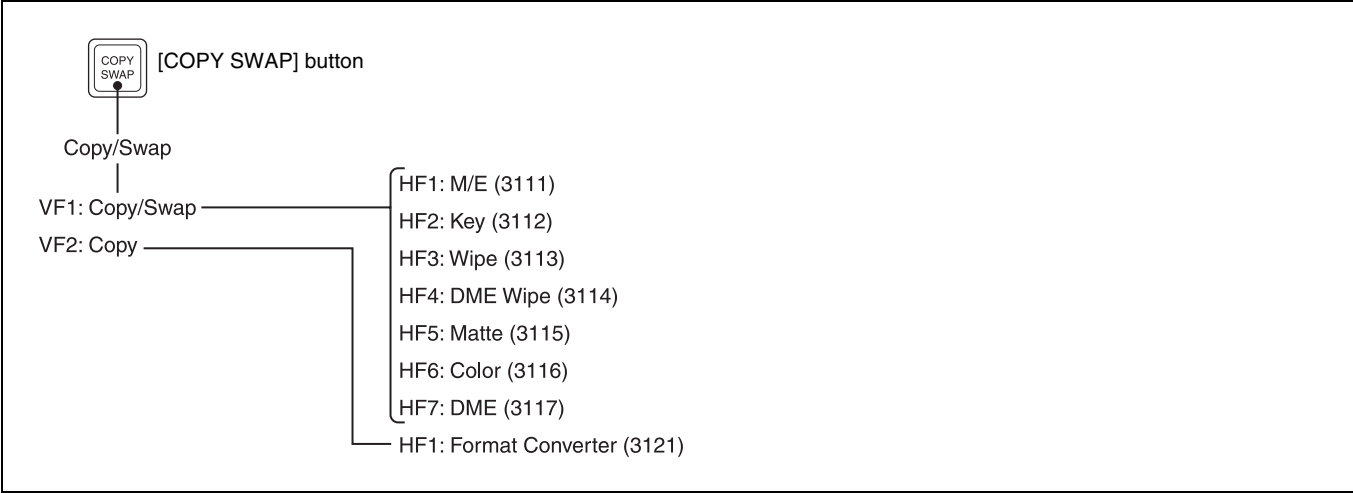 COPY
SWAP
[COPY SWAP] button
Copy/Swap
VF1: Copy/Swap
VF2: Copy
HF1: M/E (3111)
HF2: Key (3112)
HF3: Wipe (3113)
HF4: DME Wipe (3114)
HF5: Matte (3115)
HF6: Color (3116)
HF7: DME (3117)
HF1: Format Converter (3121)